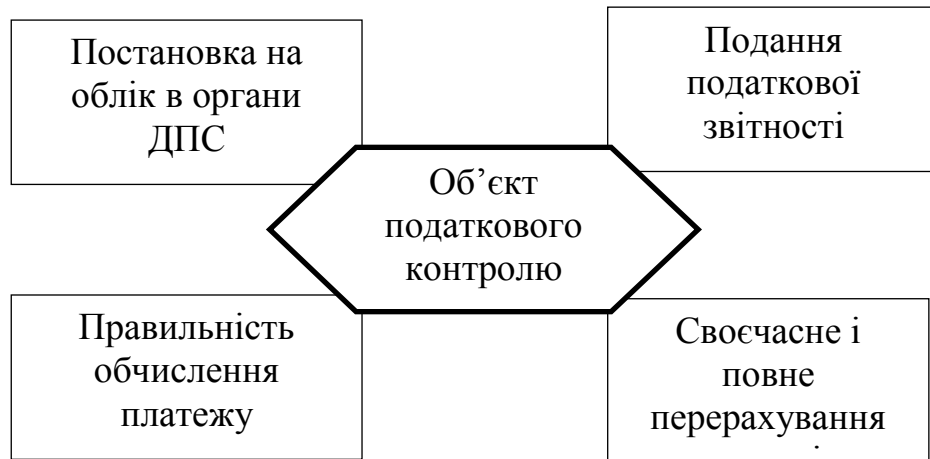 Постановка на
облік в органи
ДПС
Подання
податкової
звітності
Об’єкт
податкового
контролю
Правильність
обчислення
платежу
Своєчасне і
повне
перерахування